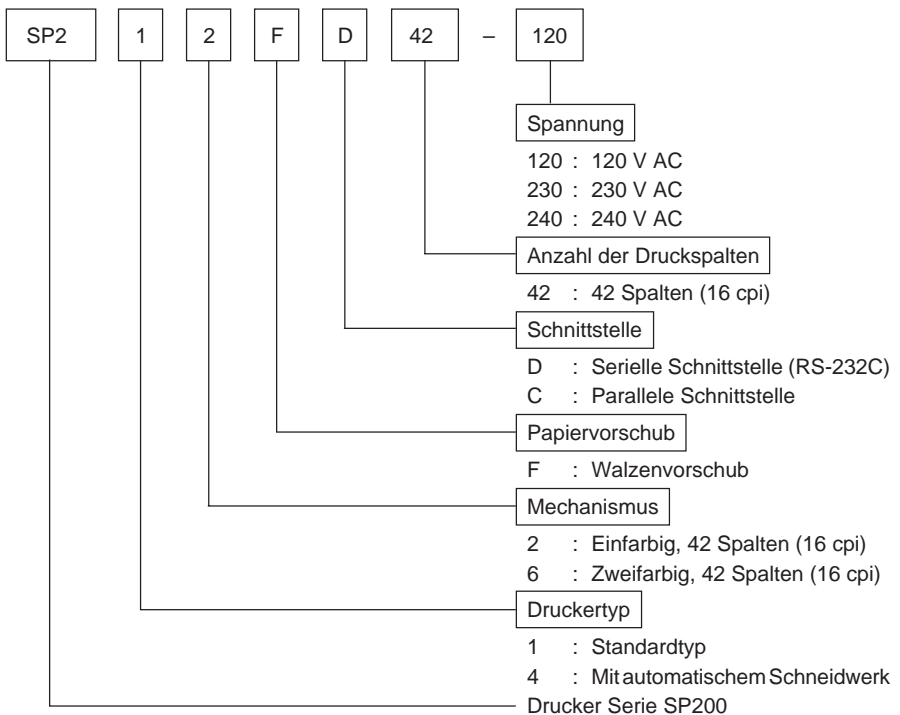 SP2 1 2 F D 42 – 120
Spannung
120 : 120 V AC
230 : 230 V AC
240 : 240 V AC
Anzahl der Druckspalten
42 : 42 Spalten (16 cpi)
Schnittstelle
D : Serielle Schnittstelle (RS-232C)
C : Parallele Schnittstelle
Papiervorschub
F : Walzenvorschub
Mechanismus
2 : Einfarbig, 42 Spalten (16 cpi)
6 : Zweifarbig, 42 Spalten (16 cpi)
Druckertyp
1 : Standardtyp
4 : Mit automatischem Schneidwerk
Drucker Serie SP200